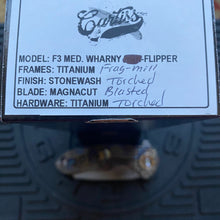 Curtiss
MODEL: F3 MED. WHARNY -FLIPPER
FRAMES: TITANIUM Frag-mill
FINISH: STONEWASH Torched
BLADE: MAGNACUT Blasted
HARDWARE: TITANIUM Torched